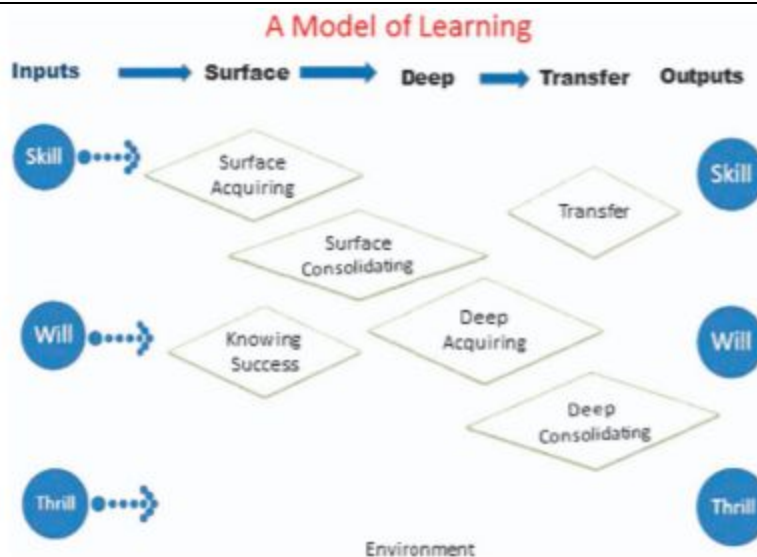 A Model of Learning
Inputs Surface Deep Transfer Outputs
Skill
Surface
Acquiring
Transfer
Skill
Surface
Consolidating
Will
Knowing
Success
Deep
Acquiring
Will
Deep
Consolidating
Thrill
Thrill
Environment